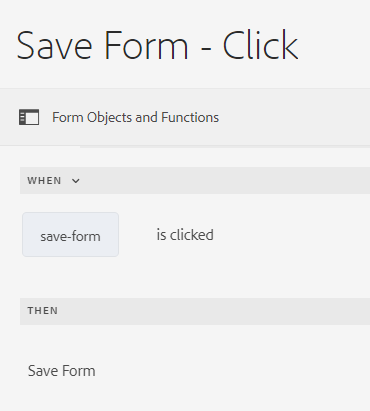 Save Form - Click
Form Objects and Functions
WHEN
save-form is clicked
THEN
Save Form